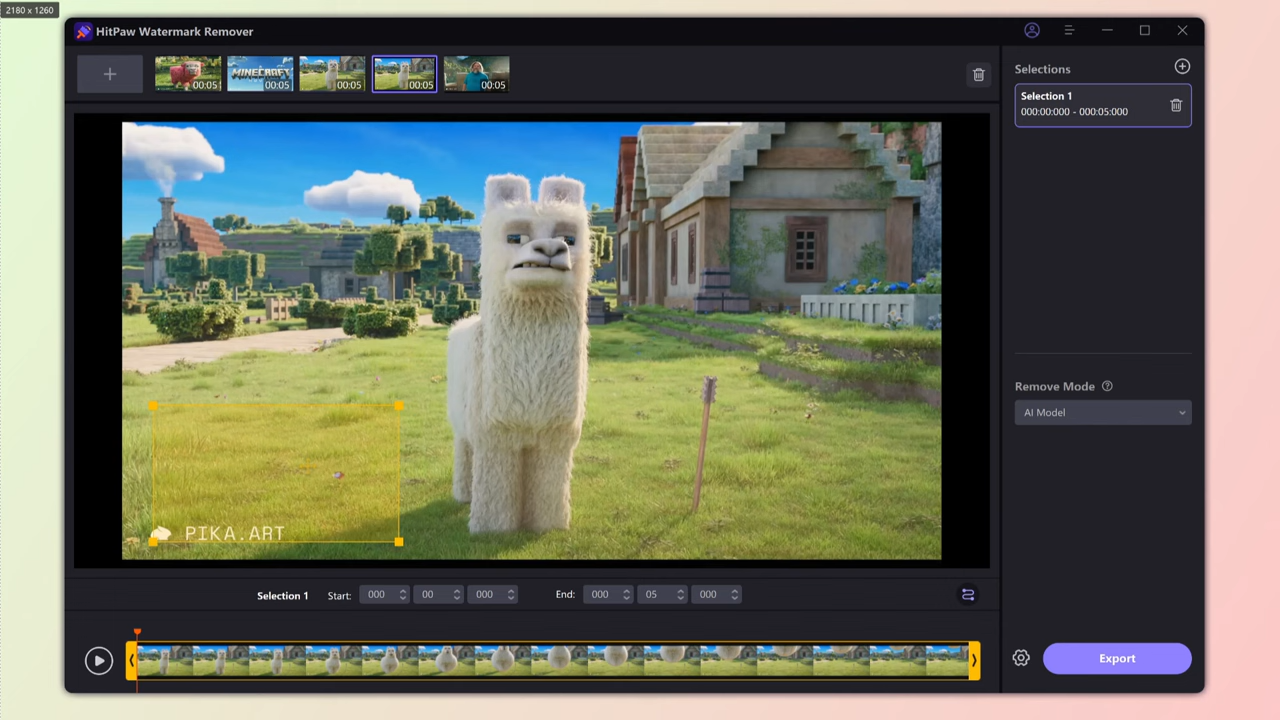 2180 x 1260
HitPaw Watermark Remover
00:05
MINECRAFT
00:05
00:05
00:05
00:05
Selections
Selection 1
000:00:000 - 000:05:000
Remove Mode
AI Model
PIKA.ART
Selection 1 Start: 000 00 000 End: 000 05 000
Export